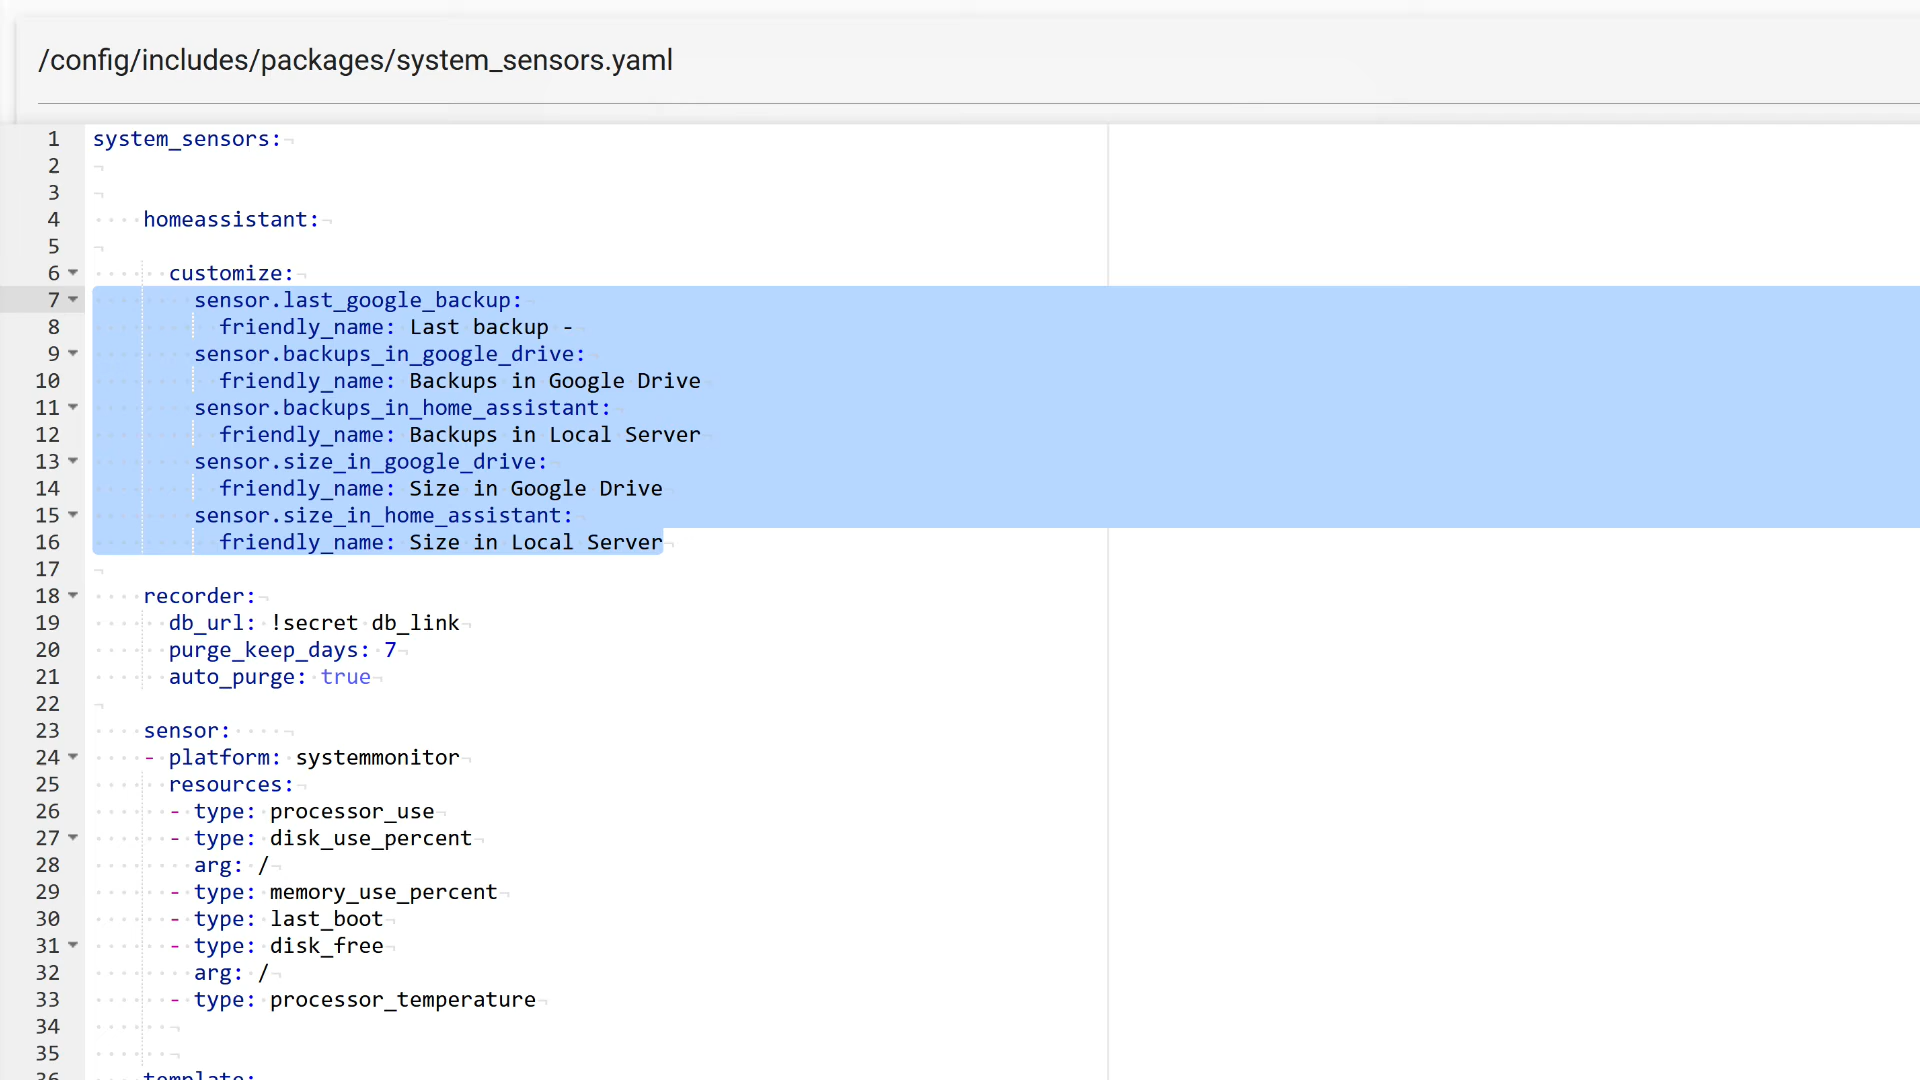 /config/includes/packages/system_sensors.yaml
1 system_sensors:
2
3
4 homeassistant:
5
6 customize:
7 sensor.last_google_backup:
8 friendly_name: Last backup -
9 sensor.backups_in_google_drive:
10 friendly_name: Backups in Google Drive
11 sensor.backups_in_home_assistant:
12 friendly_name: Backups in Local Server
13 sensor.size_in_google_drive:
14 friendly_name: Size in Google Drive
15 sensor.size_in_home_assistant:
16 friendly_name: Size in Local Server
17
18 recorder:
19 db_url: !secret db_link
20 purge_keep_days: 7
21 auto_purge: true
22
23 sensor:
24 - platform: systemmonitor
25 resources:
26 - type: processor_use
27 - type: disk_use_percent
28 arg: /
29 - type: memory_use_percent
30 - type: last_boot
31 - type: disk_free
32 arg: /
33 - type: processor_temperature
34
35
36 template: